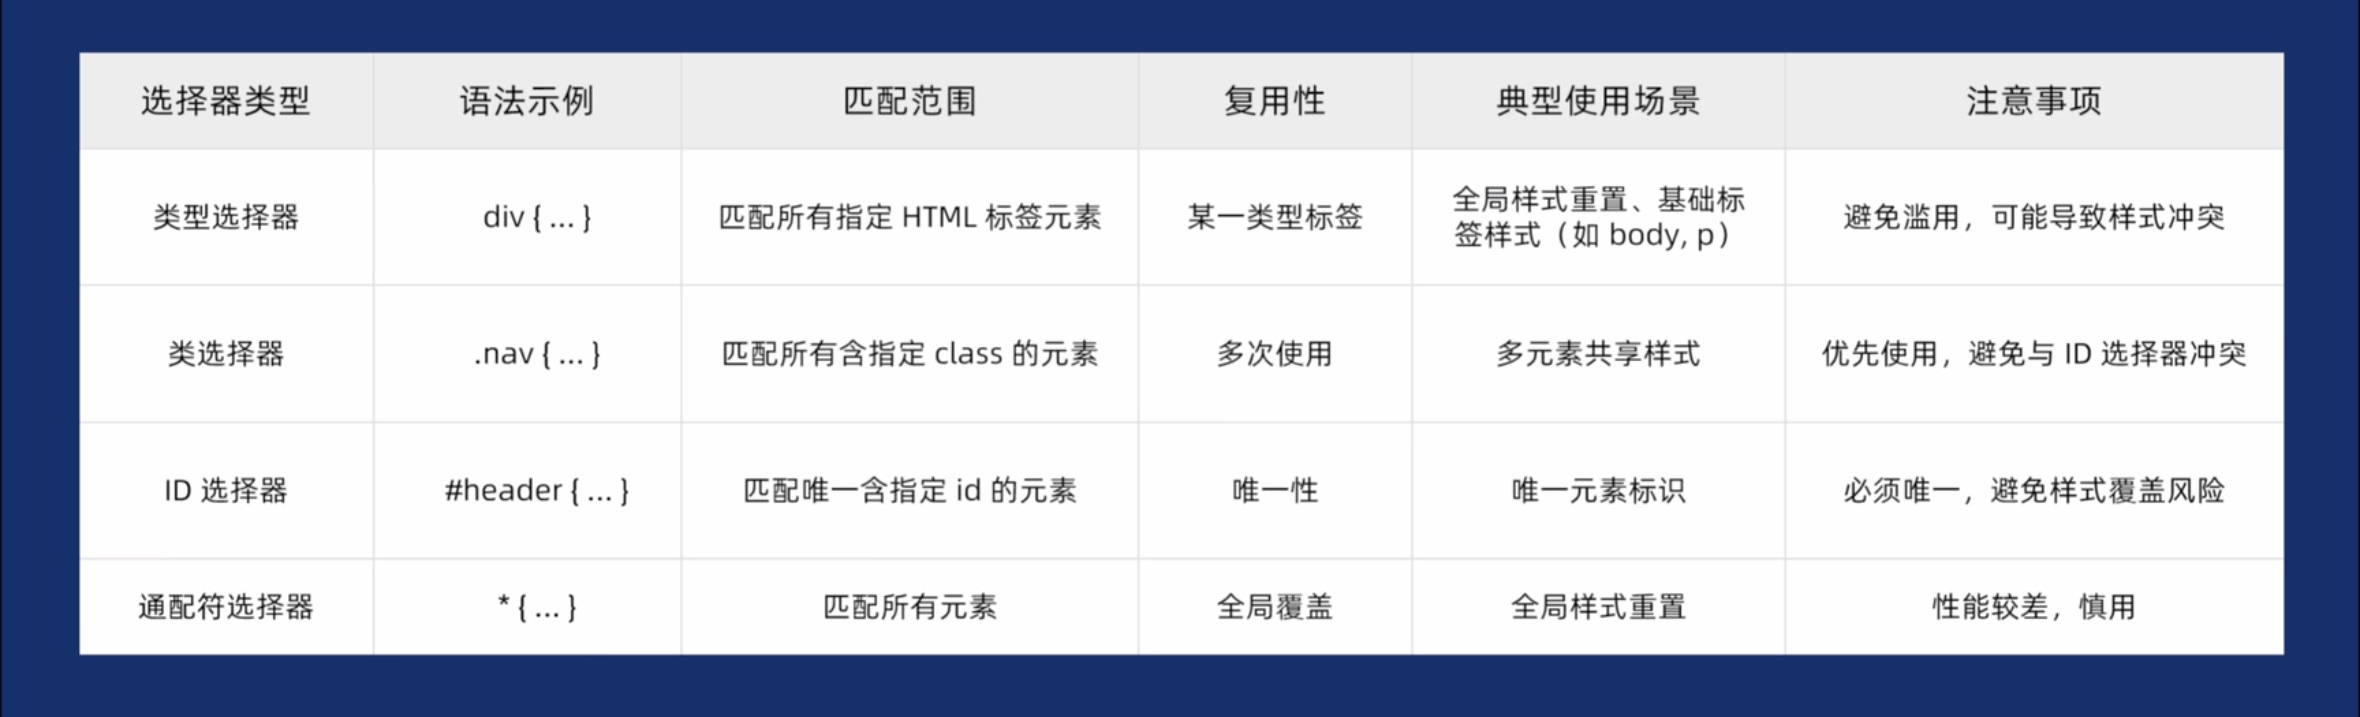 选择器类型 语法示例 匹配范围 复用性 典型使用场景 注意事项
类型选择器 div { ... } 匹配所有指定 HTML 标签元素 某一类型标签 全局样式重置、基础标
签样式（如 body, p） 避免滥用，可能导致样式冲突
类选择器 .nav { ... } 匹配所有含指定 class 的元素 多次使用 多元素共享样式 优先使用，避免与 ID 选择器冲突
ID 选择器 #header { ... } 匹配唯一含指定 id 的元素 唯一性 唯一元素标识 必须唯一，避免样式覆盖风险
通配符选择器 * { ... } 匹配所有元素 全局覆盖 全局样式重置 性能较差，慎用